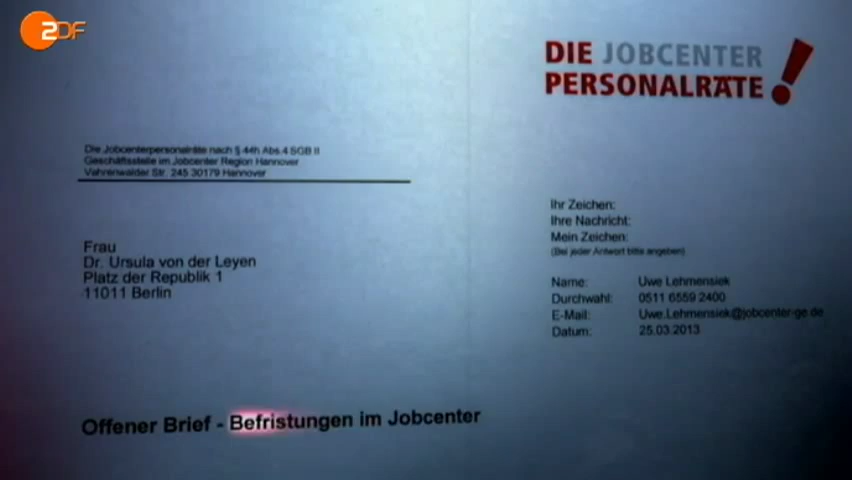 ZDF
DIE JOBCENTER
PERSONALRÄTE!
Die Jobcenterpersonalräte nach § 44h Abs.4 SGB II
Geschäftsstelle im Jobcenter Region Hannover
Vahrenwalder Str. 245 30179 Hannover
Ihr Zeichen:
Ihre Nachricht:
Mein Zeichen:
(Bei jeder Antwort bitte angeben)
Frau
Dr. Ursula von der Leyen
Platz der Republik 1
11011 Berlin
Name: Uwe Lehmensiek
Durchwahl: 0511 6559 2400
E-Mail: Uwe.Lehmensiek@jobcenter-ge.de
Datum: 25.03.2013
Offener Brief - Befristungen im Jobcenter